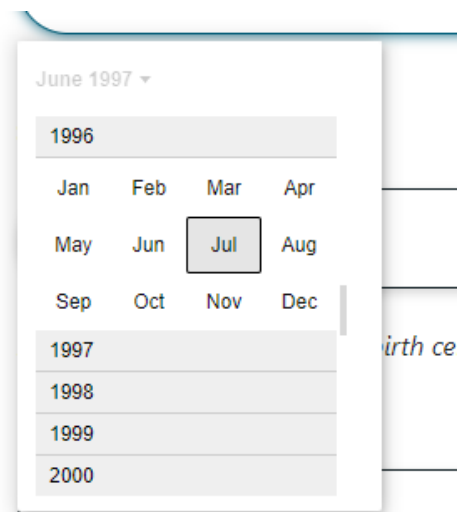 June 1997
1996
Jan Feb Mar Apr
May Jun Jul Aug
Sep Oct Nov Dec
1997
irth ce
1998
1999
2000